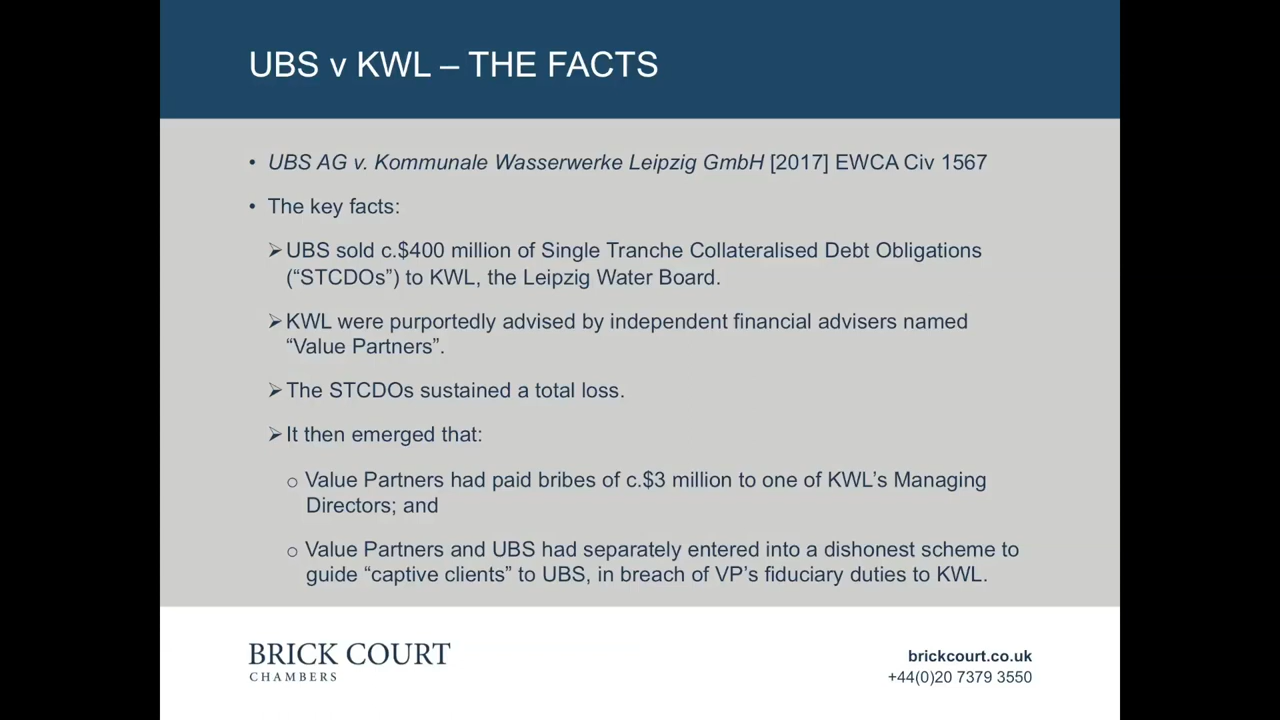 UBS v KWL – THE FACTS
• UBS AG v. Kommunale Wasserwerke Leipzig GmbH [2017] EWCA Civ 1567
• The key facts:
➢UBS sold c.$400 million of Single Tranche Collateralised Debt Obligations
(“STCDOs”) to KWL, the Leipzig Water Board.
➢KWL were purportedly advised by independent financial advisers named
“Value Partners”.
➢The STCDOs sustained a total loss.
➢It then emerged that:
o Value Partners had paid bribes of c.$3 million to one of KWL’s Managing
Directors; and
o Value Partners and UBS had separately entered into a dishonest scheme to
guide “captive clients” to UBS, in breach of VP’s fiduciary duties to KWL.
BRICK COURT
CHAMBERS
brickcourt.co.uk
+44(0)20 7379 3550